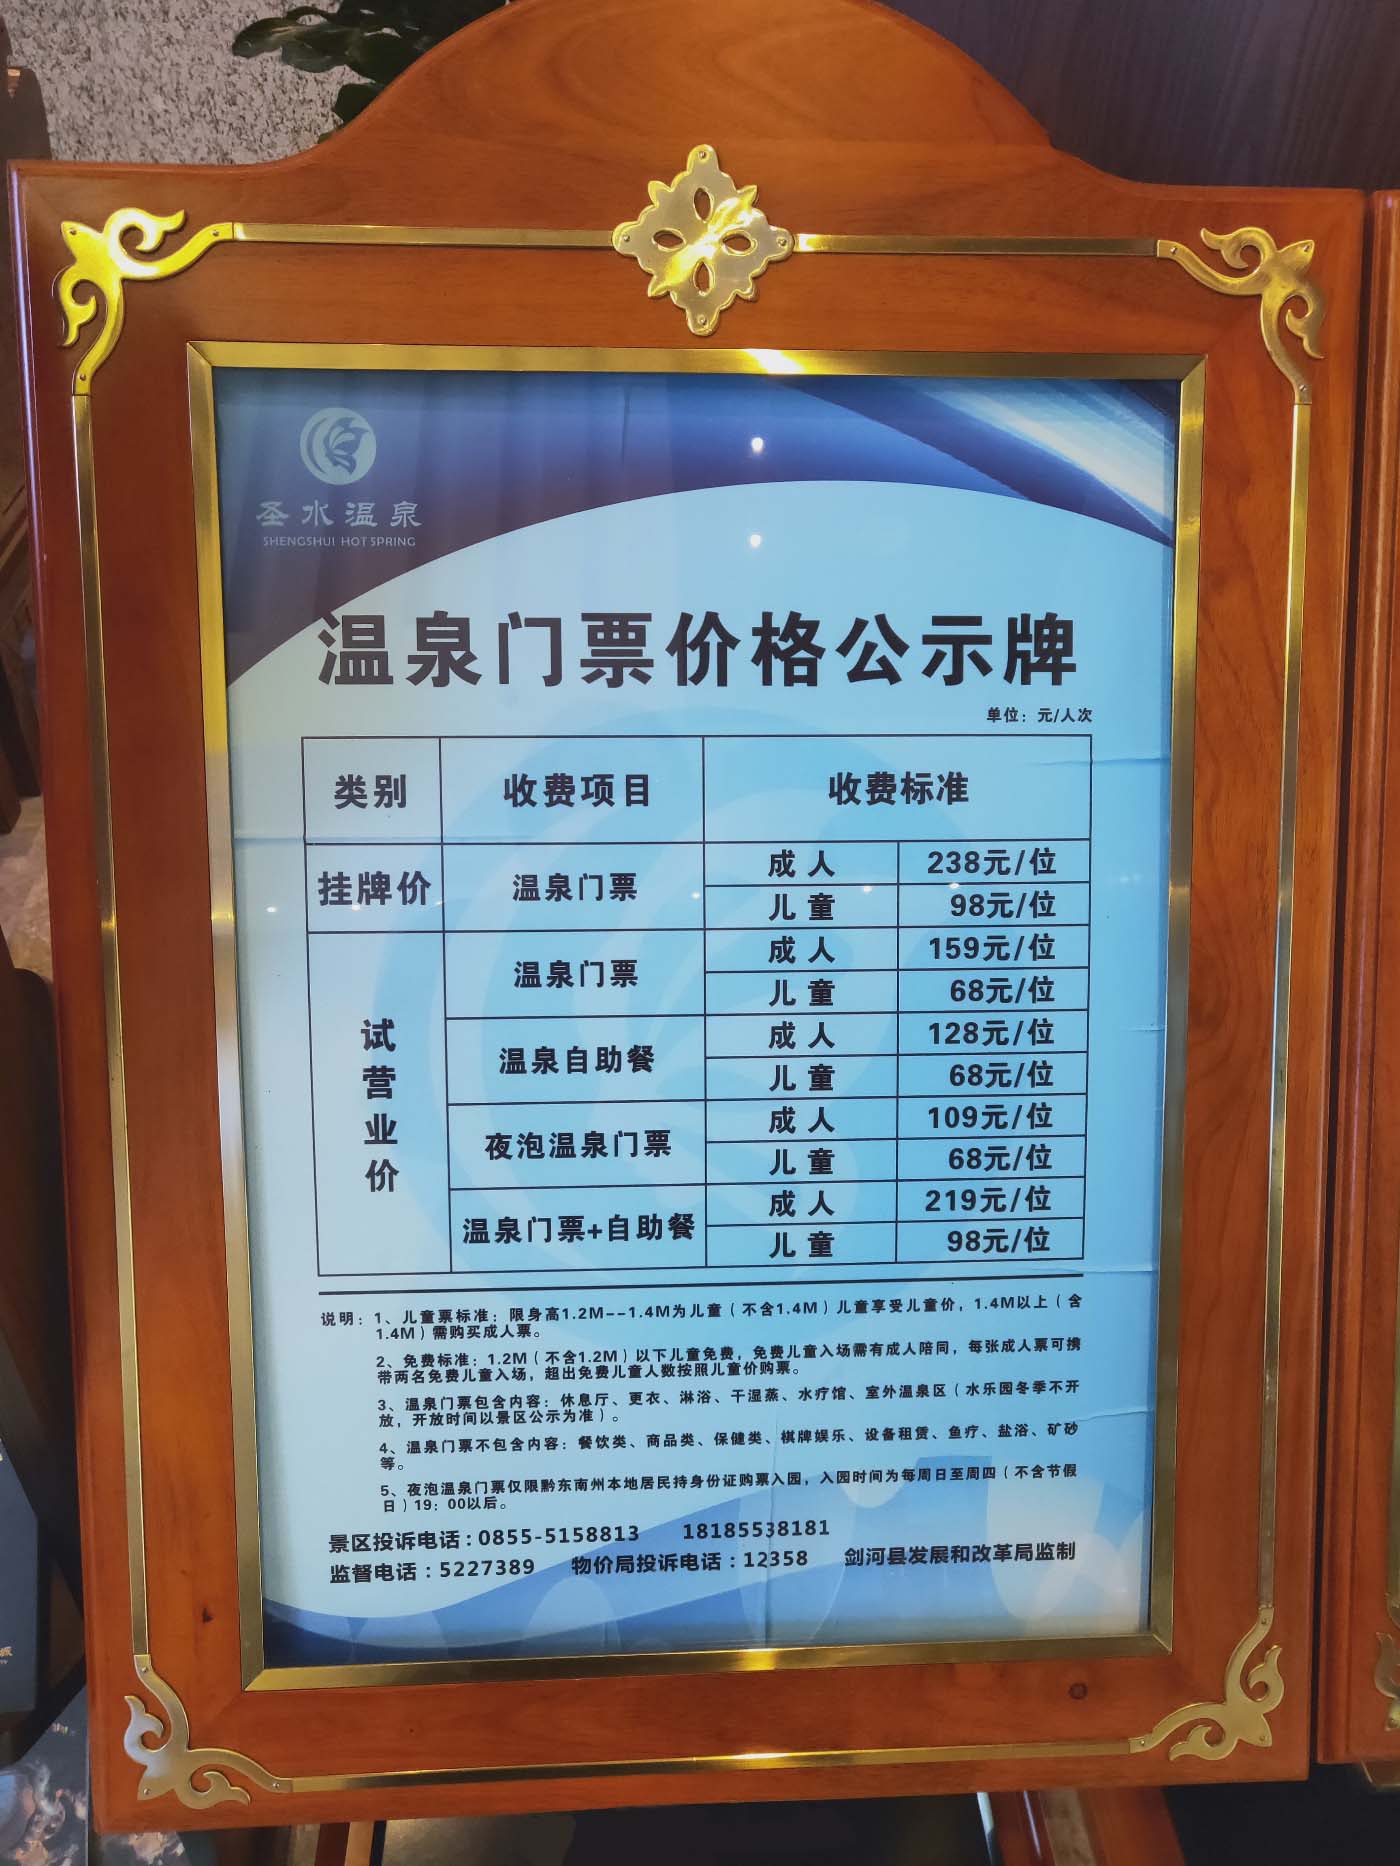 圣水温泉
SHENGSHUI HOT SPRING
温泉门票价格公示牌
单位：元/人次
类别 收费项目 收费标准
挂牌价 温泉门票 成人 238元/位
儿童 98元/位
试营业价 温泉门票 成人 159元/位
儿童 68元/位
温泉自助餐 成人 128元/位
儿童 68元/位
夜泡温泉门票 成人 109元/位
儿童 68元/位
温泉门票+自助餐 成人 219元/位
儿童 98元/位
说明：1、儿童票标准：限身高1.2M--1.4M为儿童（不含1.4M）儿童享受儿童价，1.4M以上（含
1.4M）需购买成人票。
2、免费标准：1.2M（不含1.2M）以下儿童免费，免费儿童入场需有成人陪同，每张成人票可携
带两名免费儿童入场，超出免费儿童人数按照儿童价购票。
3、温泉门票包含内容：休息厅、更衣、淋浴、干湿蒸、水疗馆、室外温泉区（水乐园冬季不开
放，开放时间以景区公示为准）。
4、温泉门票不包含内容：餐饮类、商品类、保健类、棋牌娱乐、设备租赁、鱼疗、盐浴、矿砂
等。
5、夜泡温泉门票仅限黔东南州本地居民持身份证购票入园，入园时间为每周日至周四（不含节假
日）19：00以后。
景区投诉电话：0855-5158813 18185538181
监督电话：5227389 物价局投诉电话：12358 剑河县发展和改革局监制